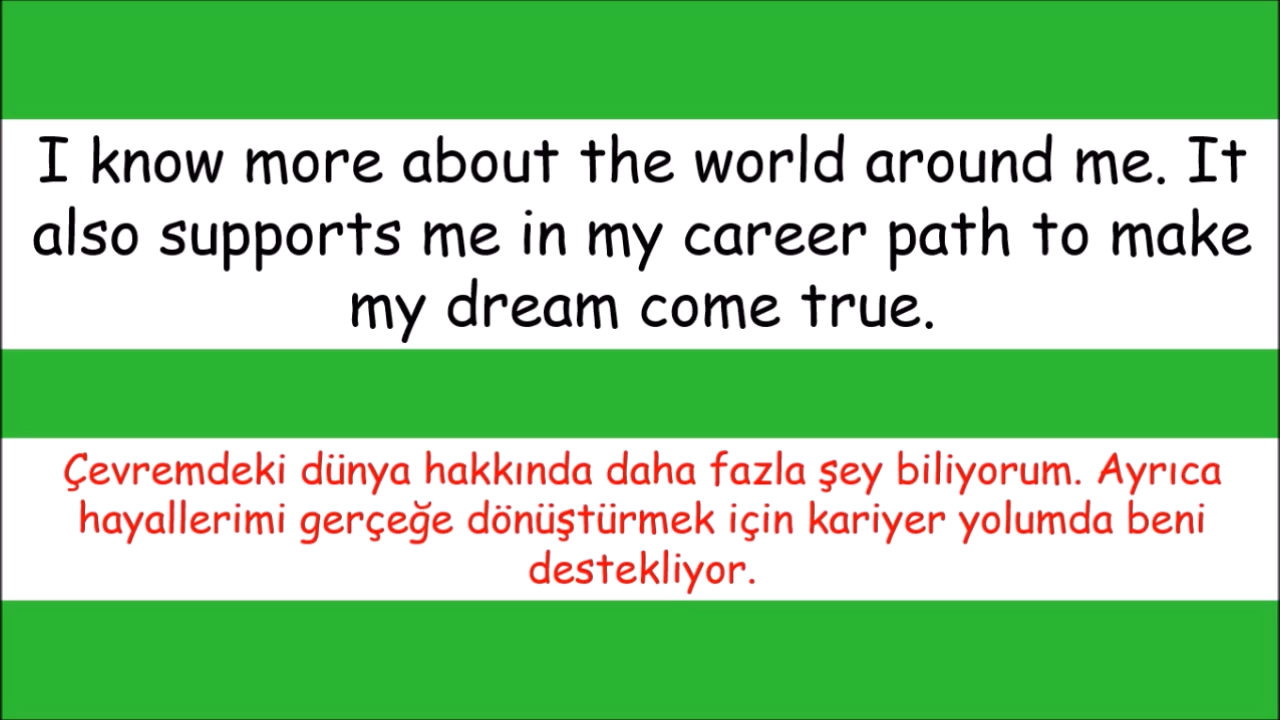 I know more about the world around me. It
also supports me in my career path to make
my dream come true.
Çevremdeki dünya hakkında daha fazla şey biliyorum. Ayrıca
hayallerimi gerçeğe dönüştürmek için kariyer yolumda beni
destekliyor.